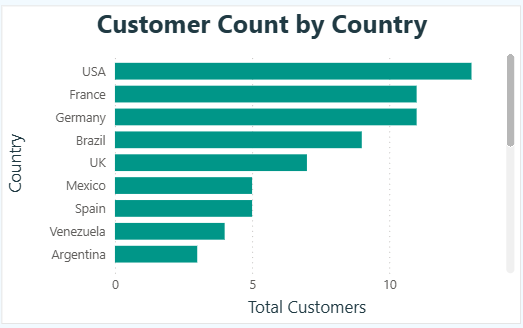 Customer Count by Country
Country
USA
France
Germany
Brazil
UK
Mexico
Spain
Venezuela
Argentina
0 5 10
Total Customers